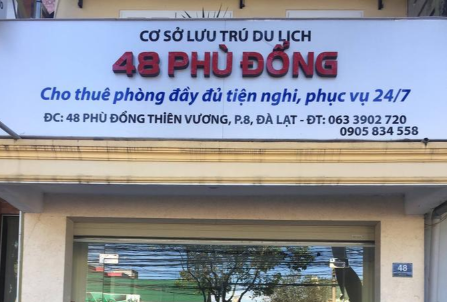 CƠ SỞ LƯU TRÚ DU LỊCH
48 PHÙ ĐỔNG
Cho thuê phòng đầy đủ tiện nghi, phục vụ 24/7
ĐC: 48 PHÙ ĐỔNG THIÊN VƯƠNG, P.8, ĐÀ LẠT - ĐT: 063 3902 720
0905 834 558
48